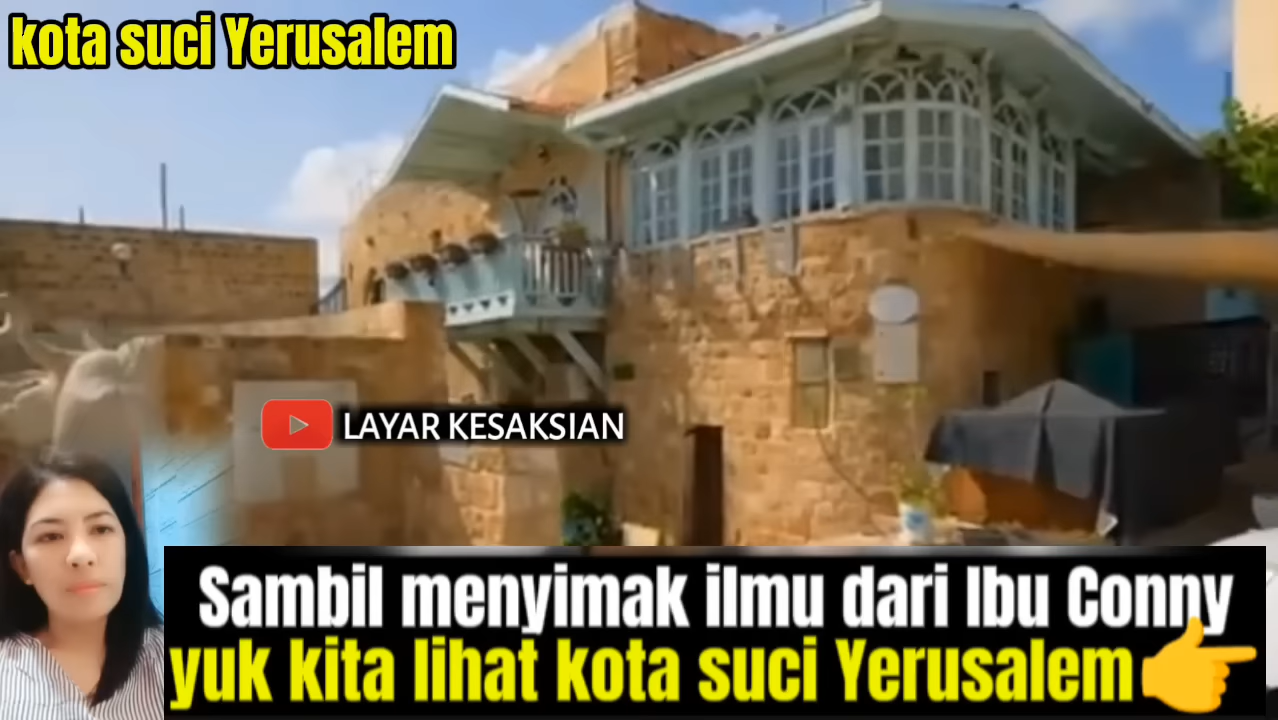 kota suci Yerusalem
LAYAR KESAKSIAN
Sambil menyimak ilmu dari Ibu Conny
yuk kita lihat kota suci Yerusalem